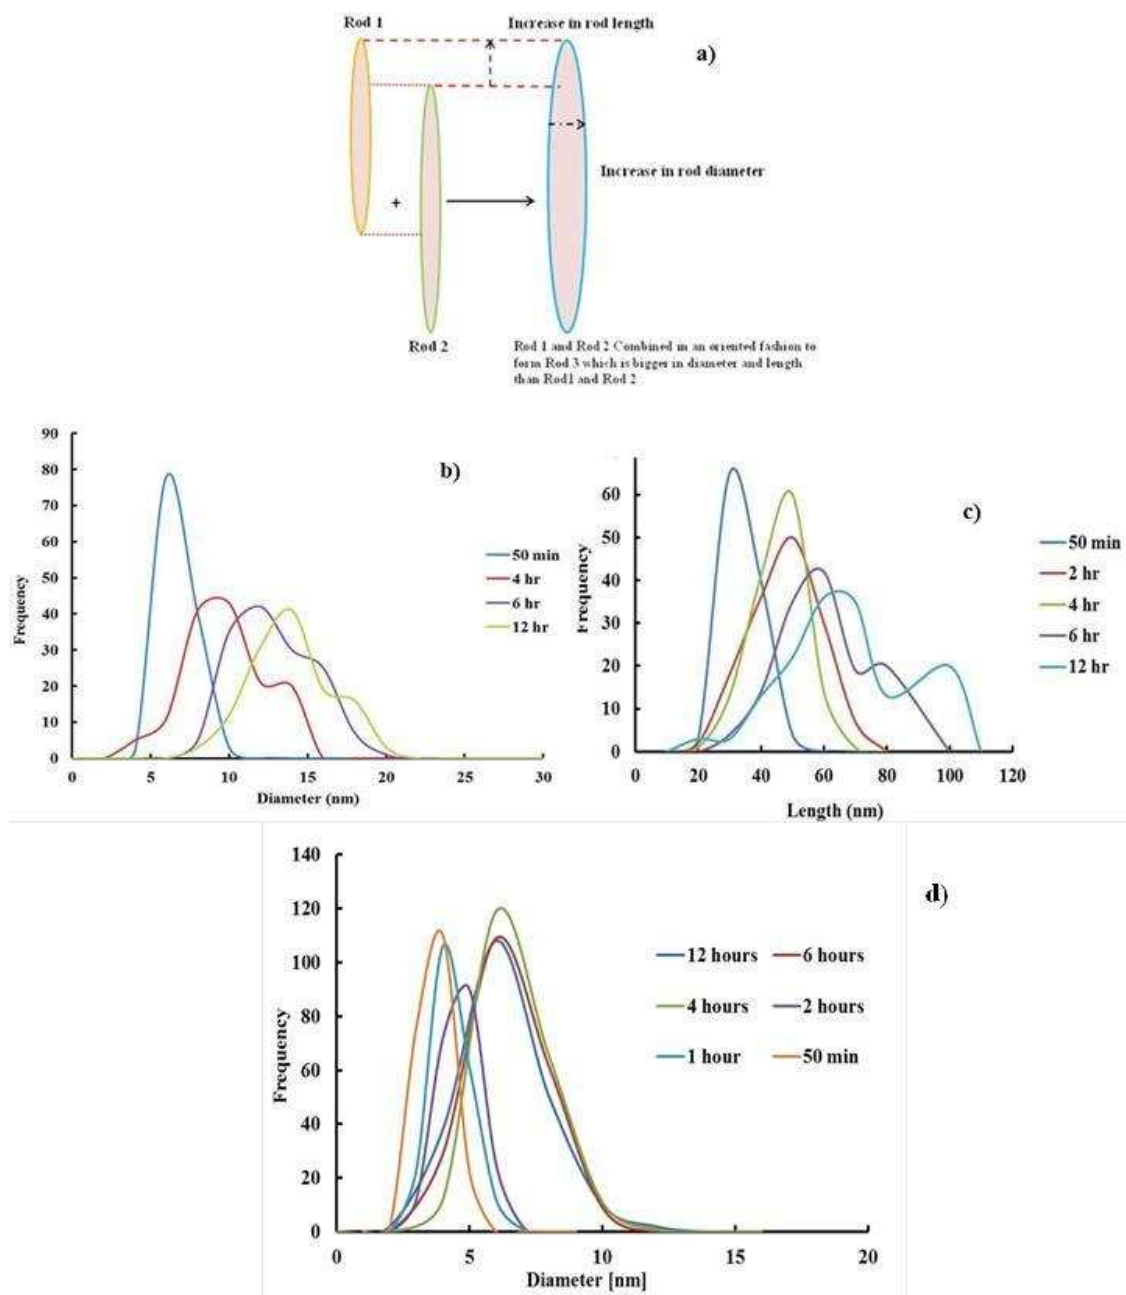 Rod 1
Increase in rod length
a)
Increase in rod diameter
+
Rod 2
Rod 1 and Rod 2 Combined in an oriented fashion to
form Rod 3 which is bigger in diameter and length
than Rod1 and Rod 2
90
80
70
60
50
40
30
20
10
0
Frequency
0 5 10 15 20 25 30
Diameter (nm)
b)
50 min
4 hr
6 hr
12 hr
60
50
40
30
20
10
0
Frequency
0 20 40 60 80 100 120
Length (nm)
c)
50 min
2 hr
4 hr
6 hr
12 hr
140
120
100
80
60
40
20
0
Frequency
0 5 10 15 20
Diameter [nm]
d)
12 hours 6 hours
4 hours 2 hours
1 hour 50 min